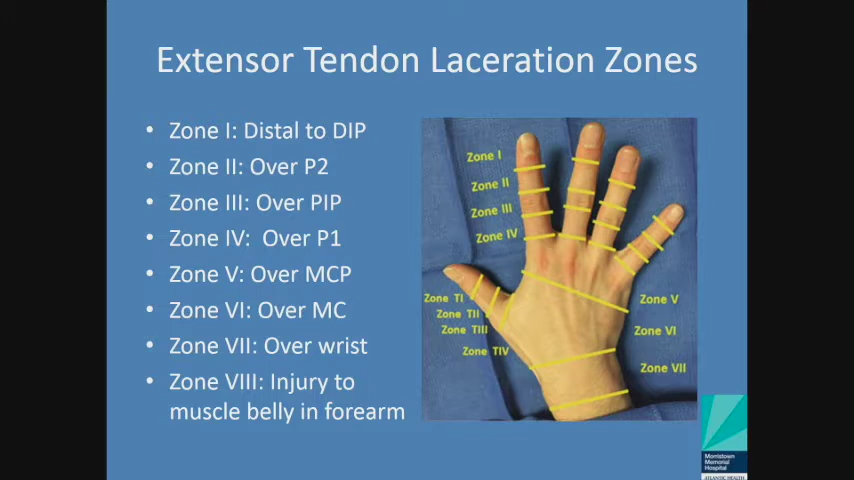 Extensor Tendon Laceration Zones
• Zone I: Distal to DIP
• Zone II: Over P2
• Zone III: Over PIP
• Zone IV:  Over P1
• Zone V: Over MCP
• Zone VI: Over MC
• Zone VII: Over wrist
• Zone VIII: Injury to
muscle belly in forearm
Zone I
Zone II
Zone III
Zone IV
Zone TI
Zone TII
Zone TIII
Zone TIV
Zone V
Zone VI
Zone VII
Morristown
Memorial
Hospital
ATLANTIC HEALTH